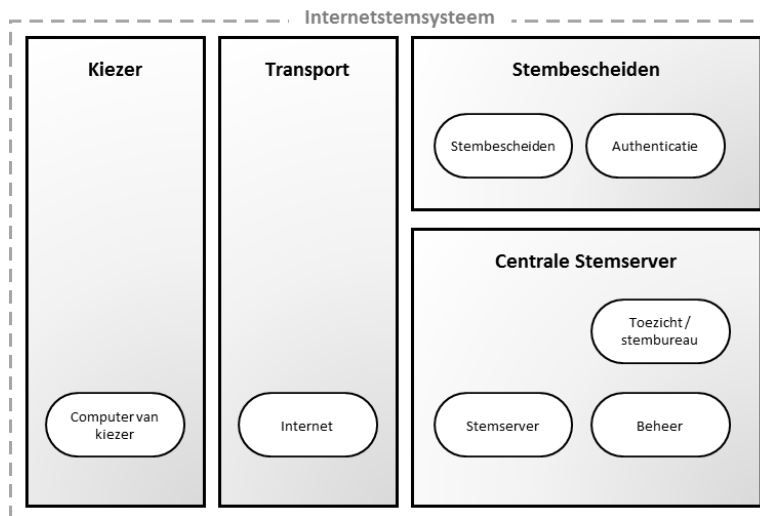 Internetstemsysteem
Kiezer
Computer van
kiezer
Transport
Internet
Stembescheiden
Stembescheiden
Authenticatie
Centrale Stemserver
Toezicht /
stembureau
Stemserver
Beheer